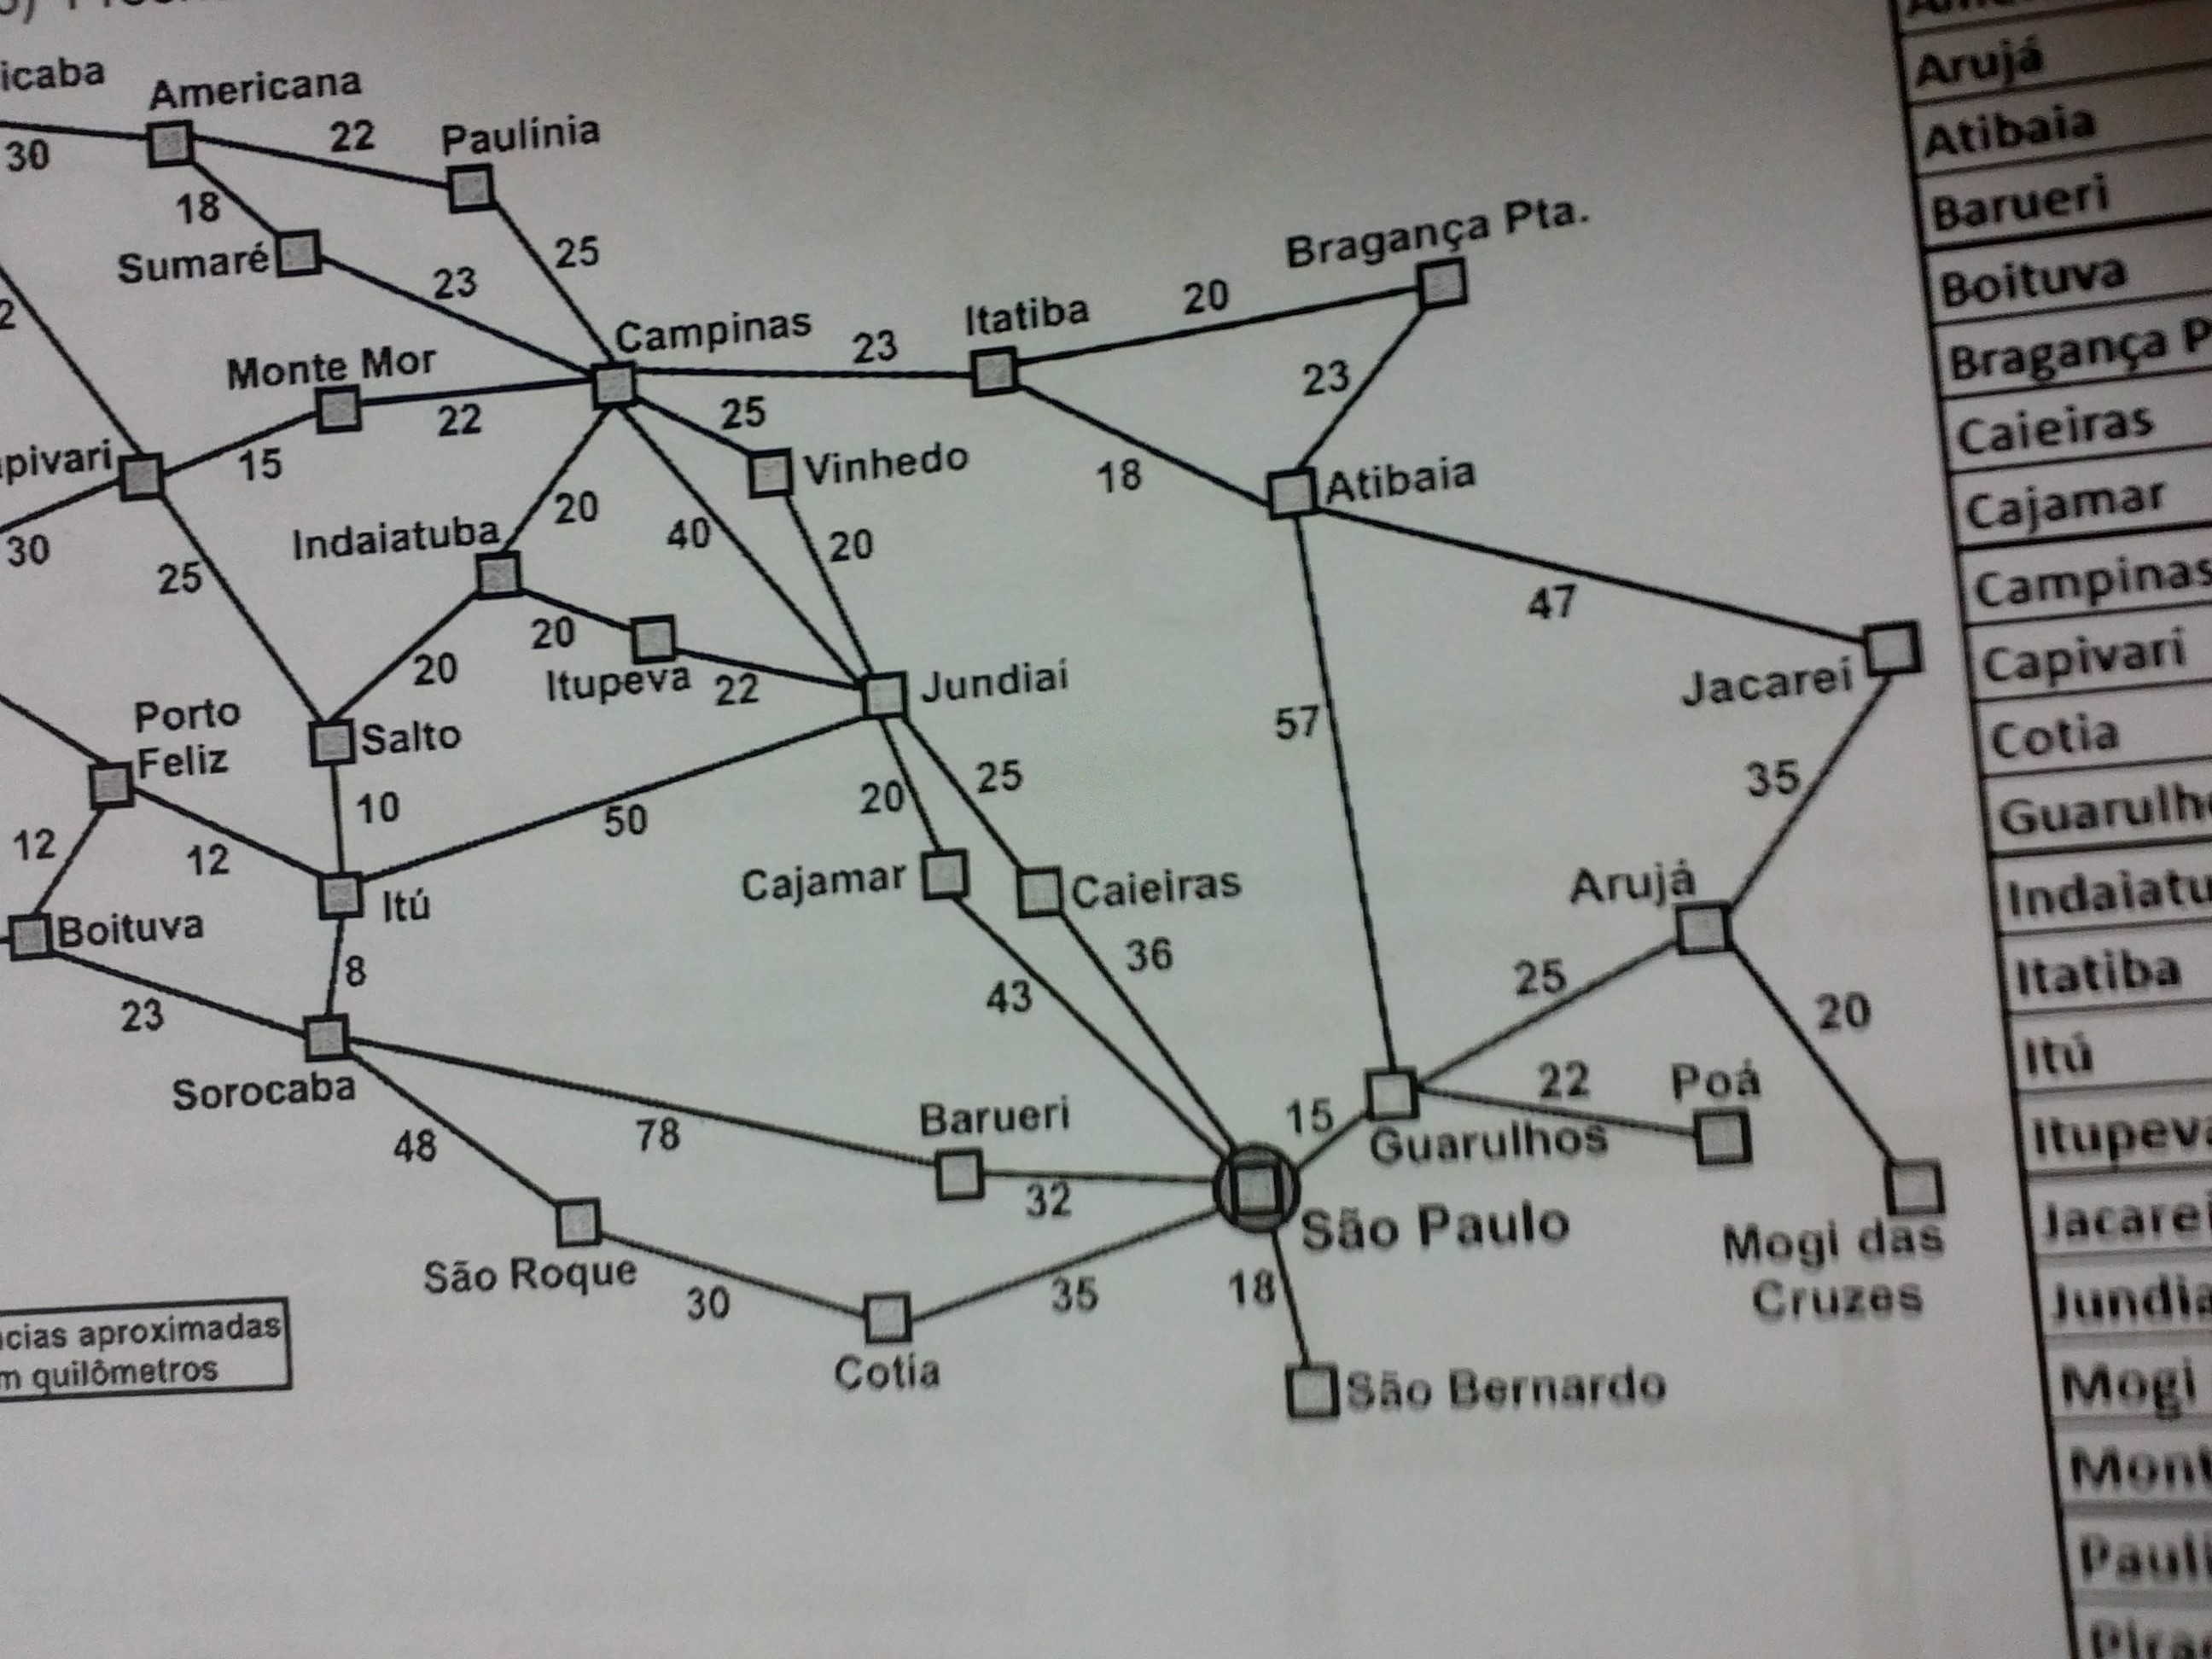 icaba
Americana
30
22
Paulínia
18
Sumaré
25
23
Bragança Pta.
20
Itatiba
Campinas
23
Monte Mor
22
25
23
Vinhedo
pivari
15
18
Atibaia
30
25
Indaiatuba
20
40
20
47
20
Itupeva
22
Jundiaí
Jacareí
20
Porto
Feliz
Salto
57
10
50
20
25
35
12
12
Itú
Cajamar
Caieiras
Arujá
Boituva
8
36
23
43
25
20
Sorocaba
78
48
Barueri
32
15
22
Poá
Guarulhos
São Paulo
Mogi das
Cruzes
São Roque
30
35
18
Cotia
São Bernardo
cias aproximadas
m quilômetros
Arujá
Atibaia
Barueri
Boituva
Bragança P
Caieiras
Cajamar
Campinas
Capivari
Cotia
Guarulh
Indaiatu
Itatiba
Itú
Itupeva
Jacareí
Jundia
Mogi
Mont
Pauli